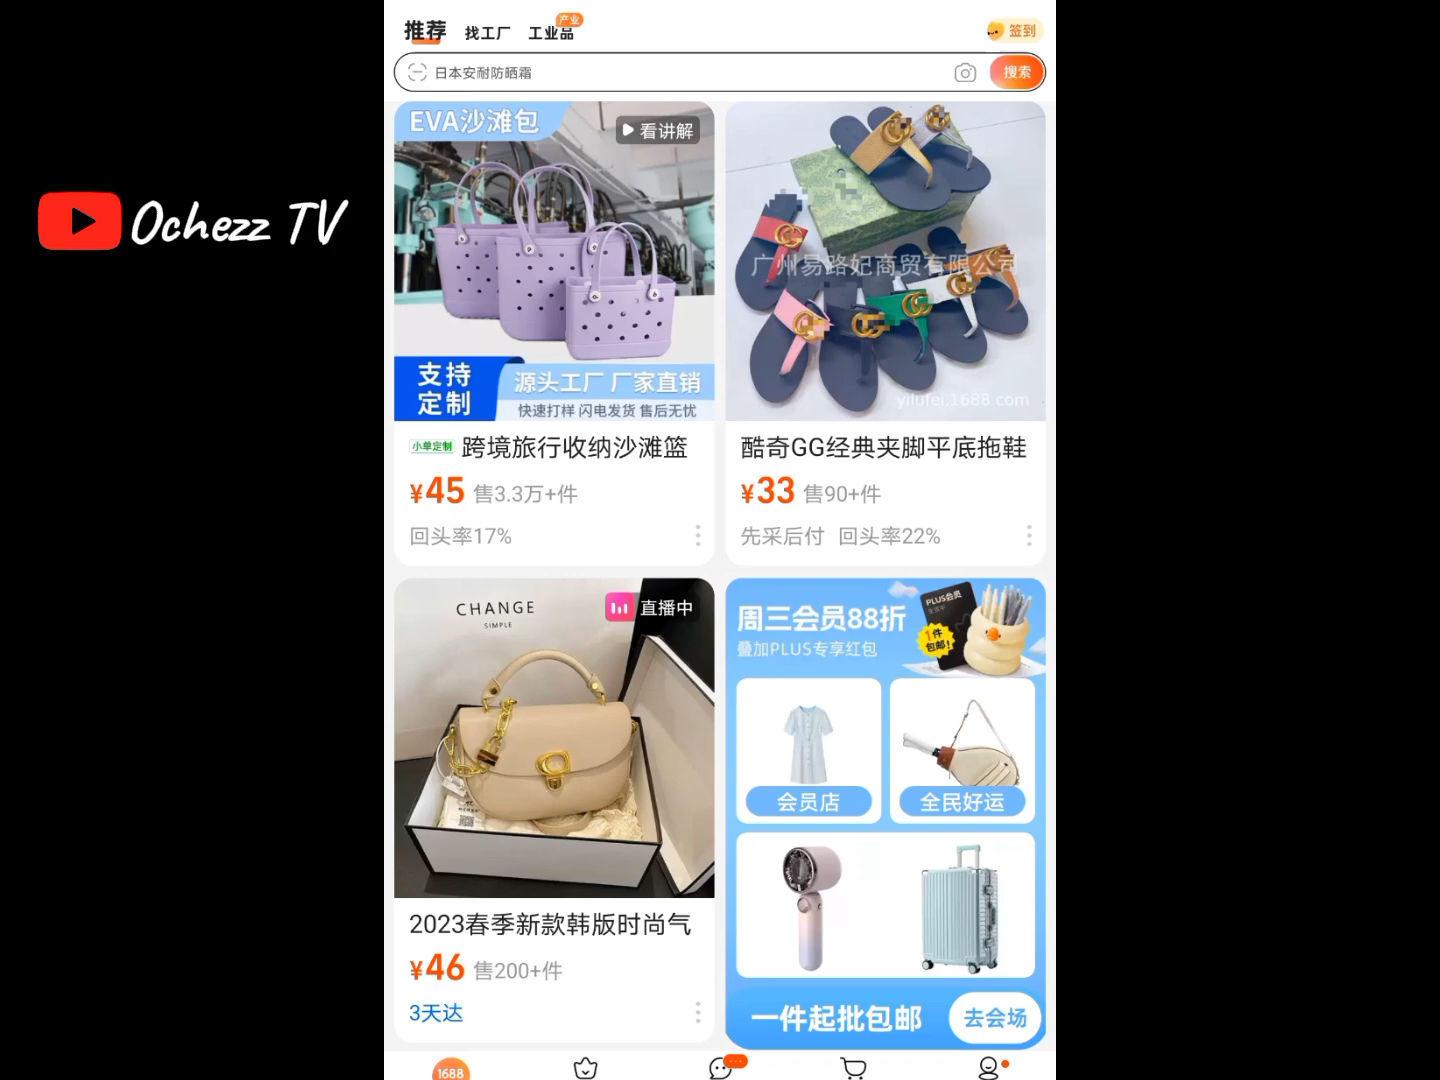 推荐
找工厂
工业品
产业
签到
日本安耐防晒霜
搜索
Ochezz TV
EVA沙滩包
看讲解
支持
定制
源头工厂 厂家直销
快速打样 闪电发货 售后无忧
小单定制 跨境旅行收纳沙滩篮
¥45 售3.3万+件
回头率17%
广州易路妃商贸有限公司
yilufei.1688.com
酷奇GG经典夹脚平底拖鞋
¥33 售90+件
先采后付 回头率22%
CHANGE
SIMPLE
直播中
2023春季新款韩版时尚气
¥46 售200+件
3天达
周三会员88折
叠加PLUS专享红包
PLUS会员
1件
包邮!
会员店
全民好运
一件起批包邮
去会场
1688